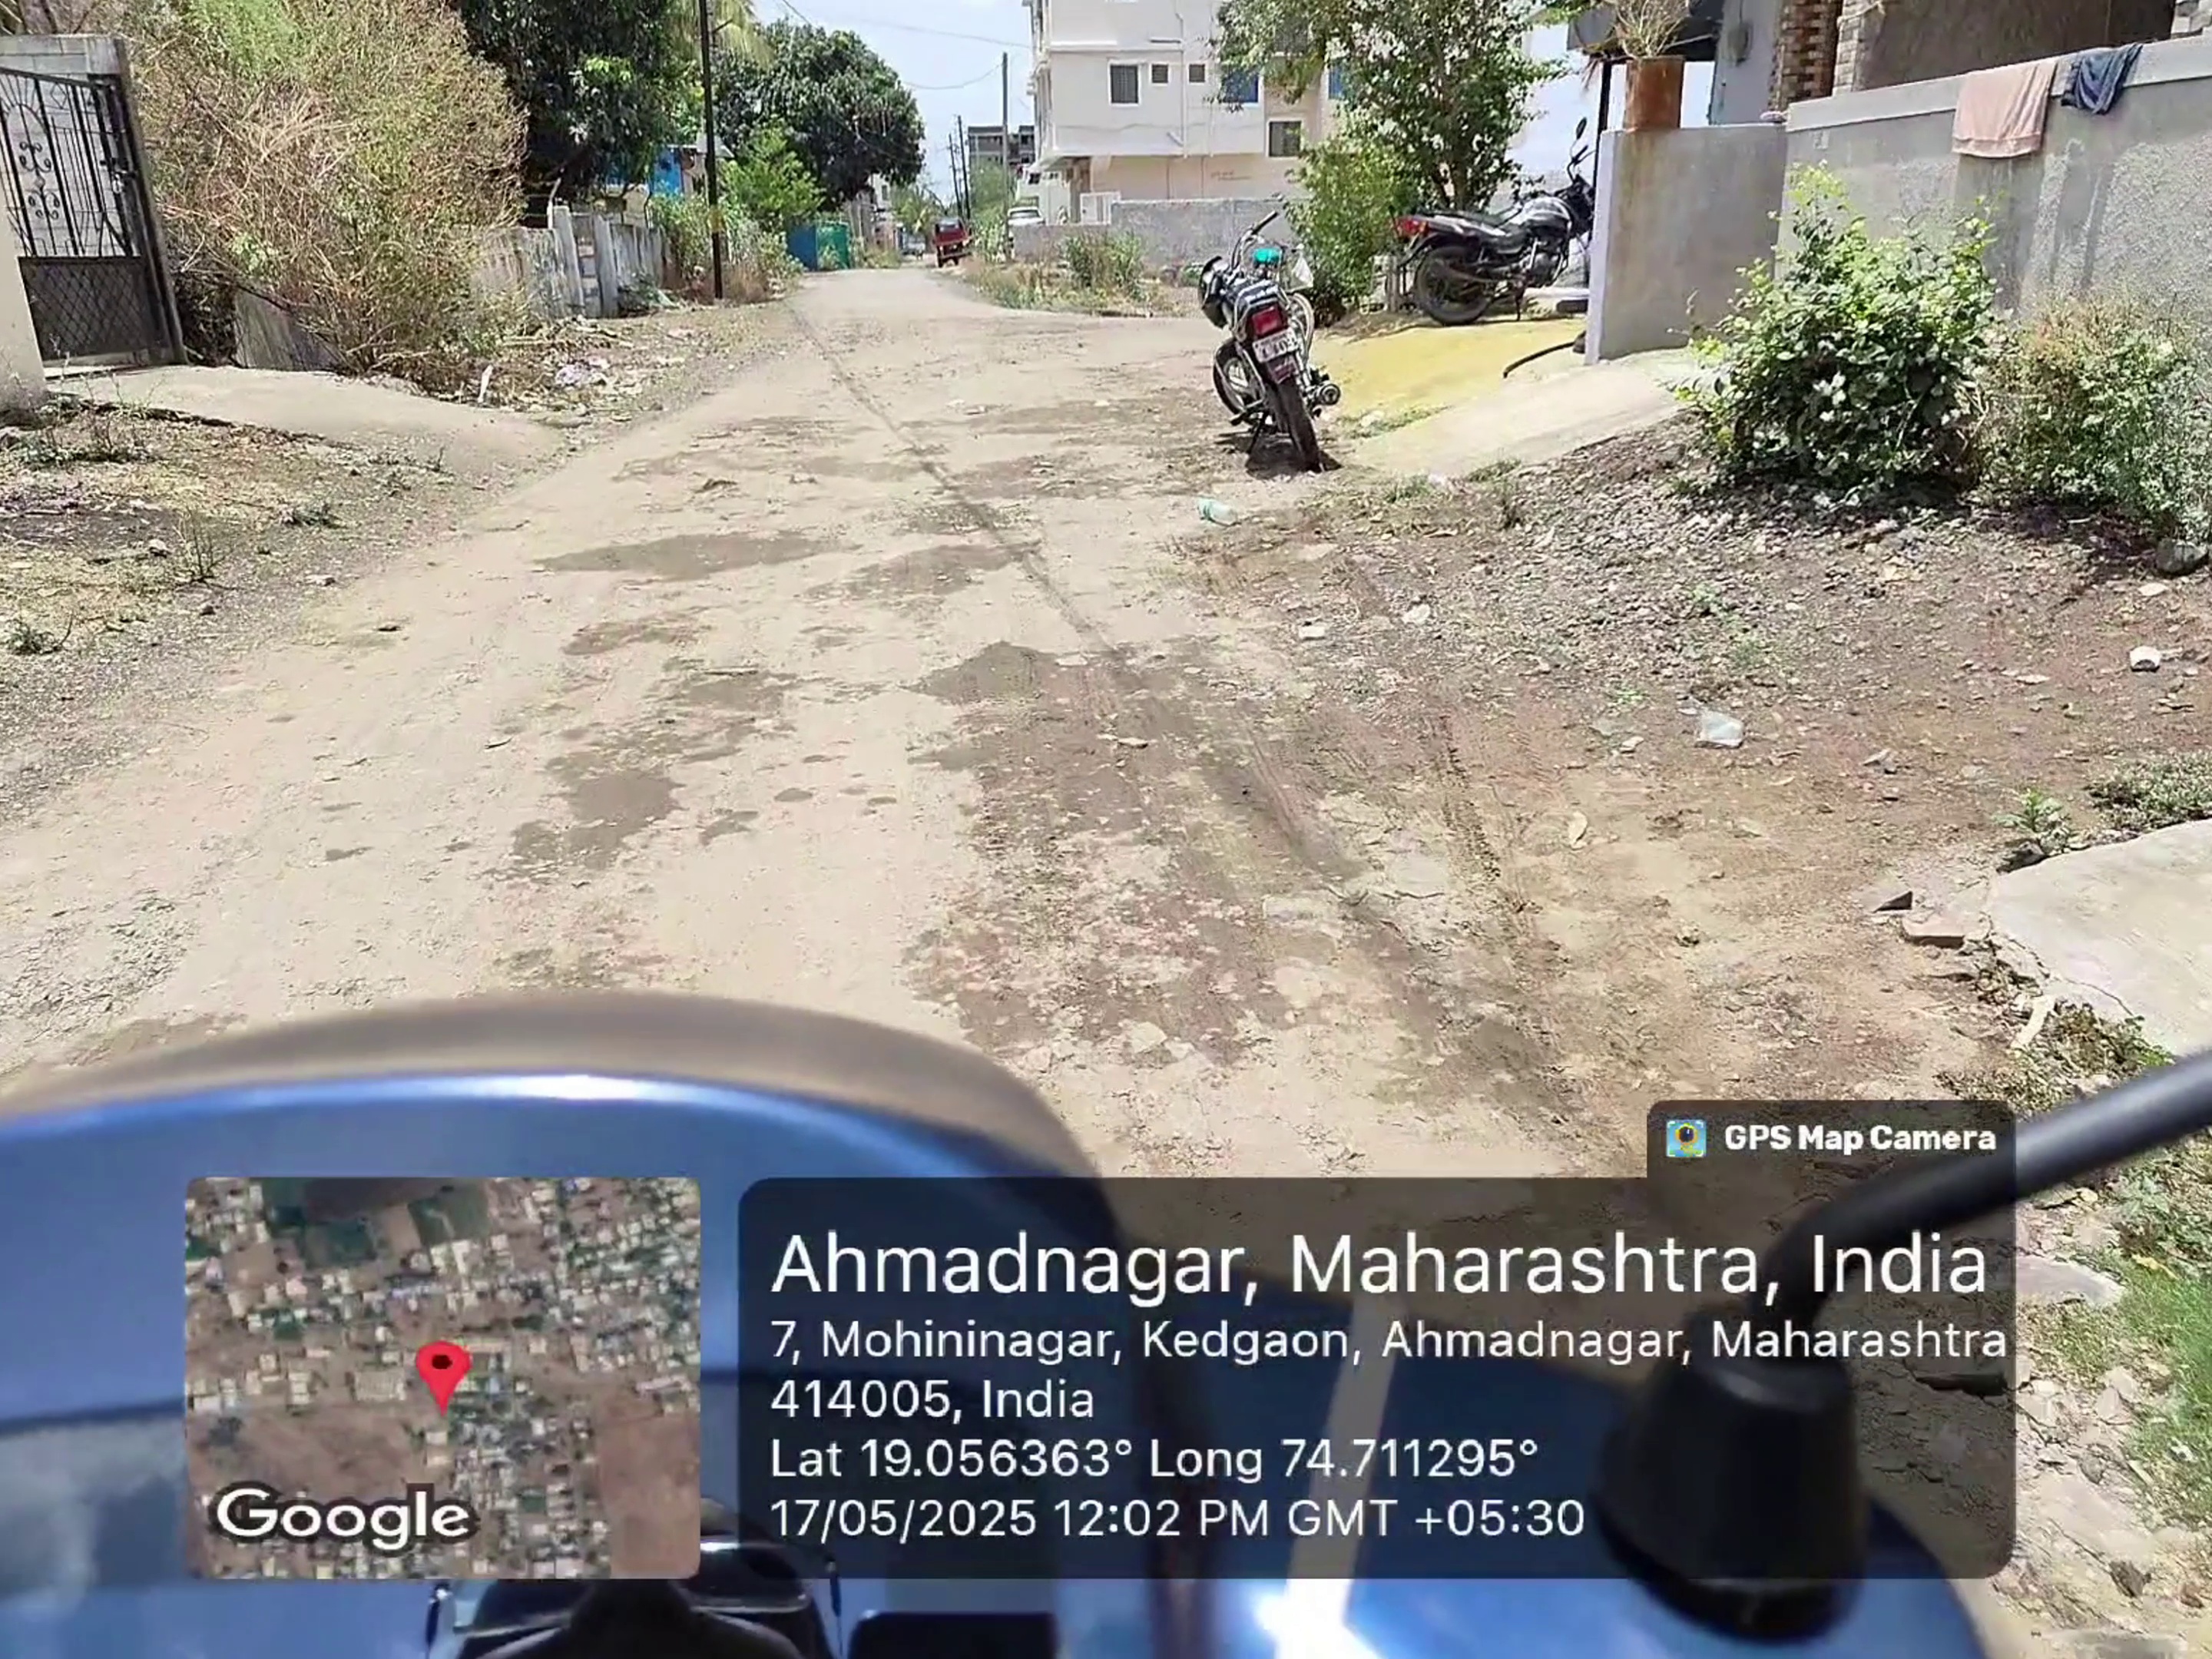 GPS Map Camera
Ahmadnagar, Maharashtra, India
7, Mohininagar, Kedgaon, Ahmadnagar, Maharashtra
414005, India
Lat 19.056363° Long 74.711295°
17/05/2025 12:02 PM GMT +05:30
Google